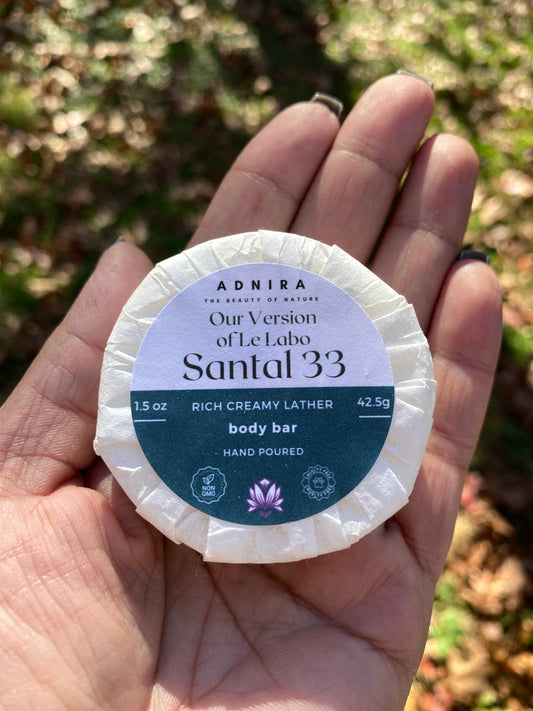 ADNIRA
THE BEAUTY OF NATURE
Our Version
of Le Labo
Santal 33
1.5 oz RICH CREAMY LATHER 42.5g
body bar
HAND POURED
NON
GMO